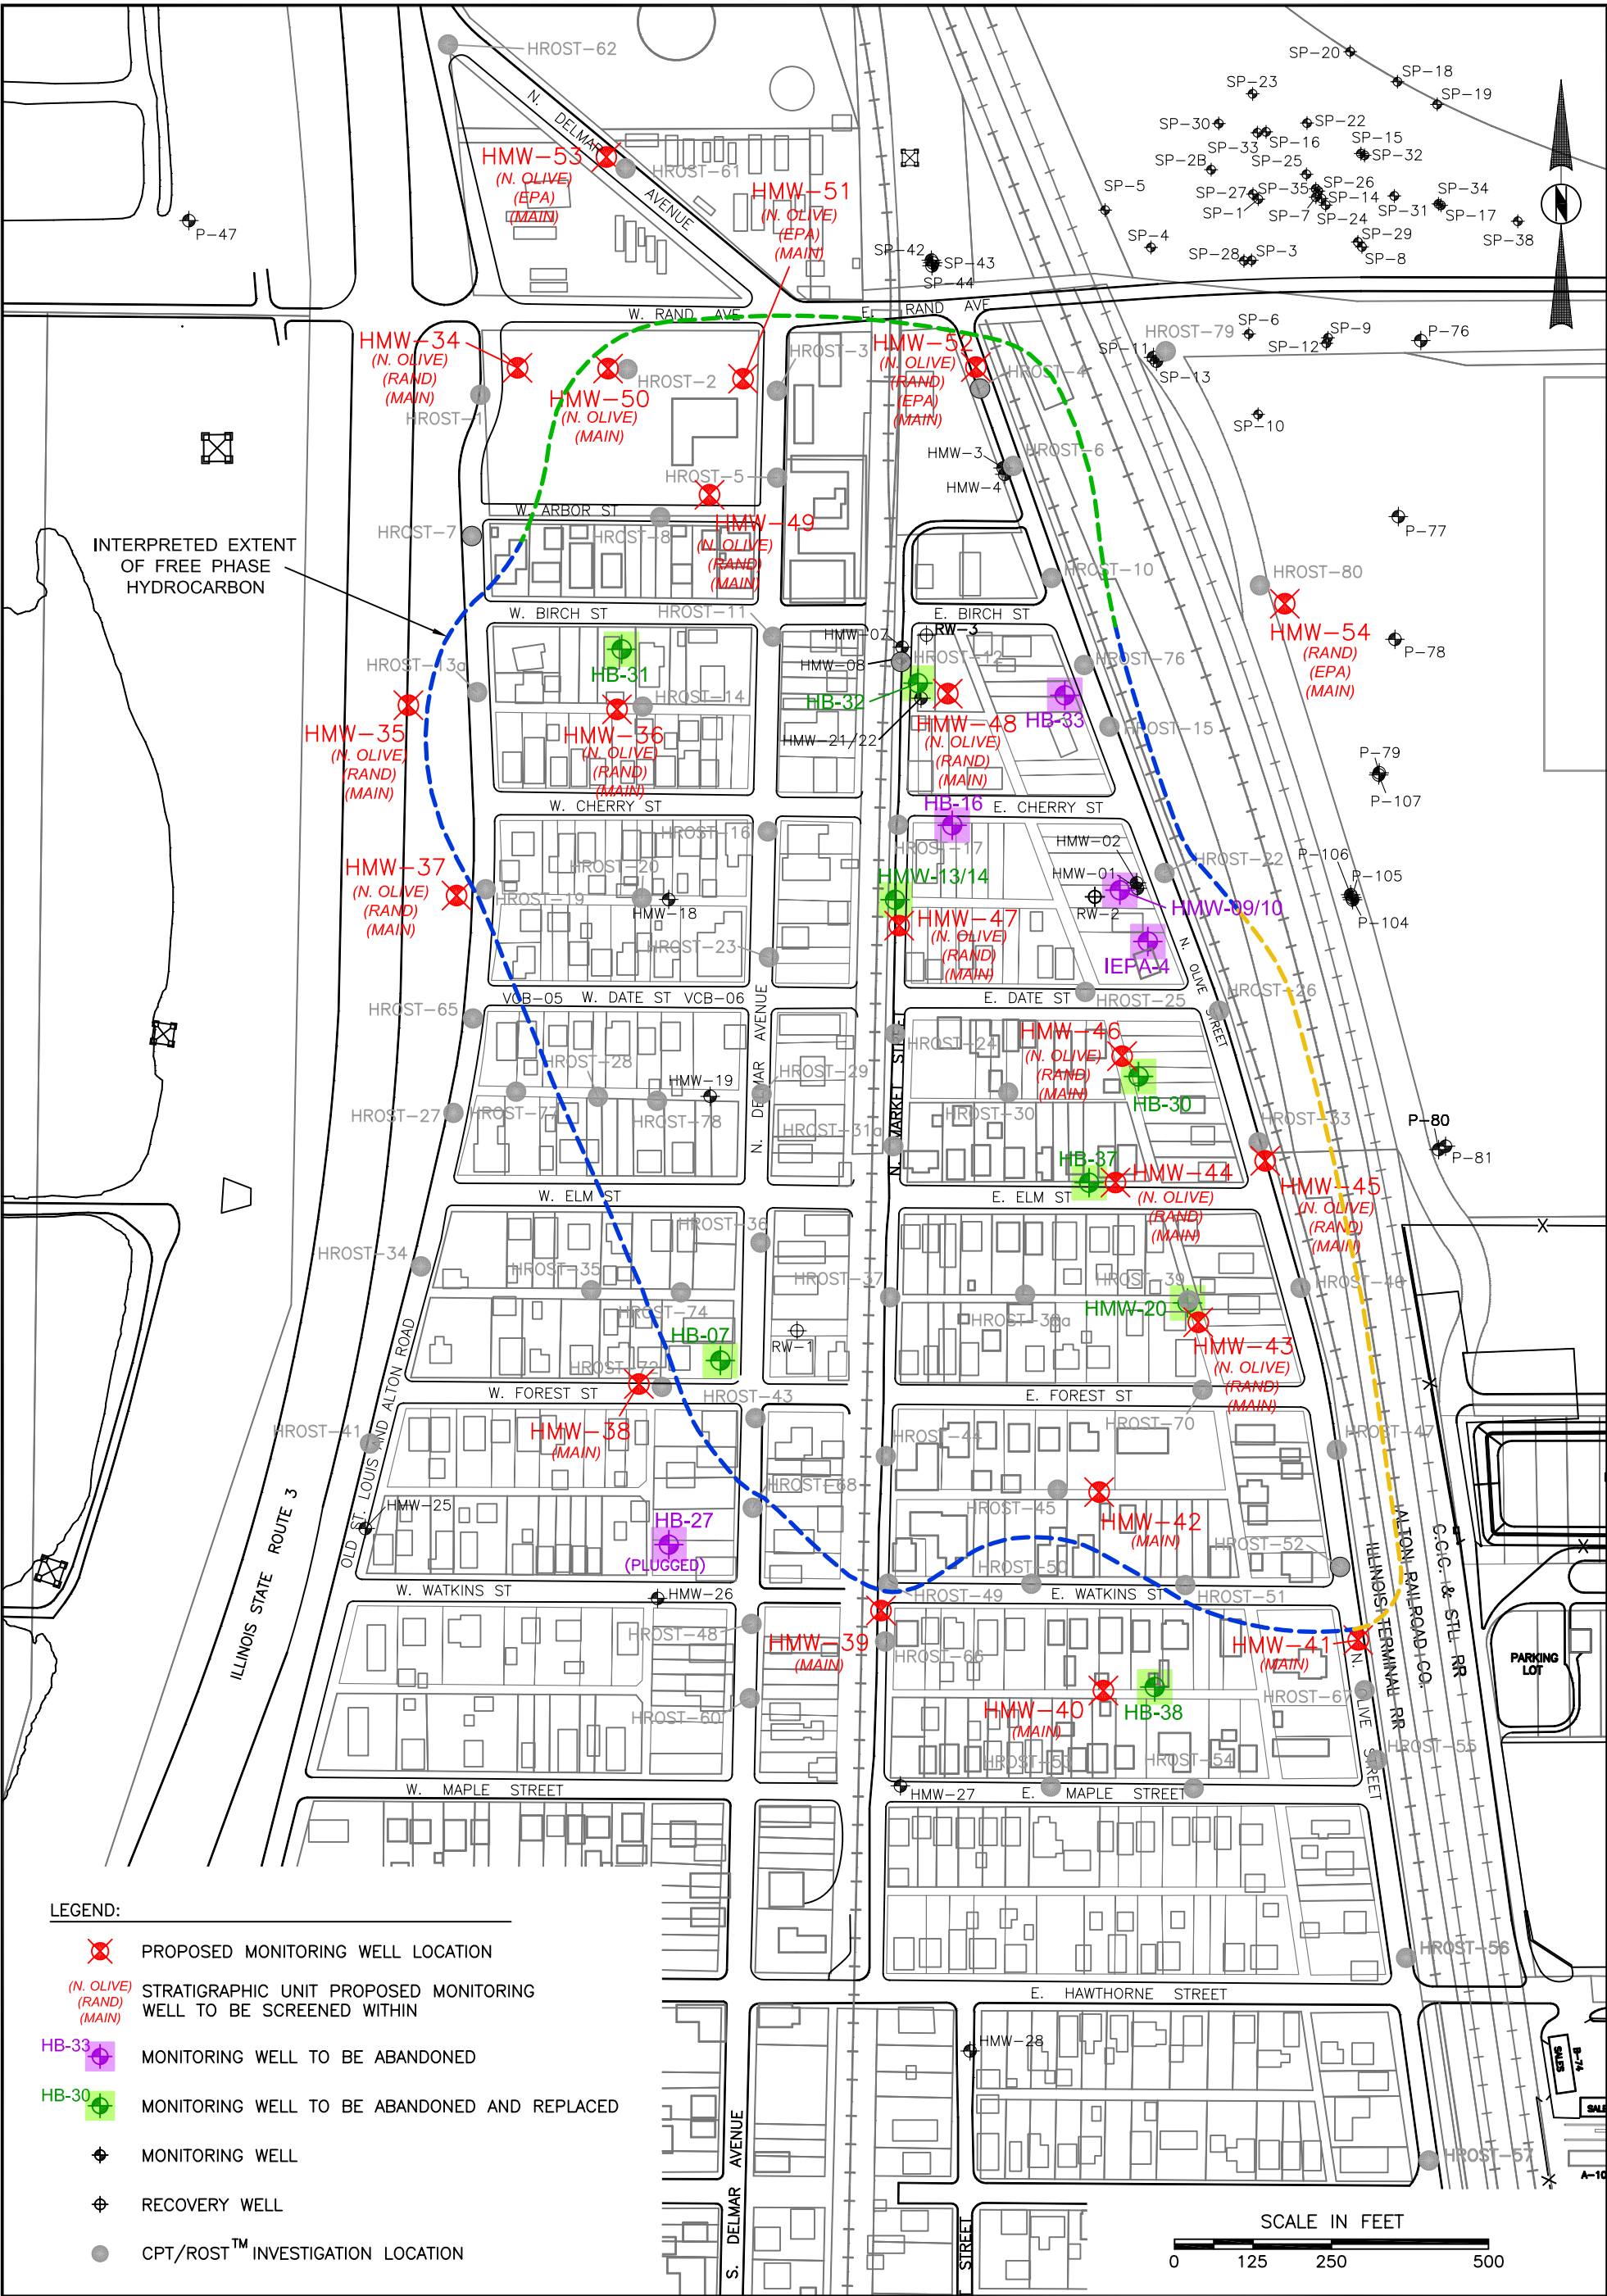 HROST-62
N. DELMAR AVENUE
HMW-53
(N. OLIVE)
(EPA)
(MAIN)
HROST-61
HMW-51
(N. OLIVE)
(EPA)
(MAIN)
P-47
SP-20
SP-18
SP-19
SP-23
SP-30
SP-22
SP-33
SP-16
SP-15
SP-32
SP-2B
SP-25
SP-5
SP-27
SP-35
SP-26
SP-14
SP-34
SP-1
SP-7
SP-24
SP-31
SP-17
SP-38
SP-4
SP-29
SP-28
SP-3
SP-8
SP-42
SP-43
SP-44
W. RAND AVE
E. RAND AVE
HMW-34
(N. OLIVE)
(RAND)
(MAIN)
HROST-1
HROST-2
HMW-50
(N. OLIVE)
(MAIN)
HROST-3
HMW-52
(N. OLIVE)
(RAND)
(EPA)
(MAIN)
HROST-4
HROST-79
SP-6
SP-9
P-76
SP-11
SP-12
SP-13
SP-10
HMW-3
HROST-6
HMW-4
HROST-5
W. ARBOR ST
HROST-7
HROST-8
HMW-49
(N. OLIVE)
(RAND)
(MAIN)
P-77
INTERPRETED EXTENT
OF FREE PHASE
HYDROCARBON
HROST-10
HROST-80
W. BIRCH ST
HROST-11
E. BIRCH ST
HMW-54
(RAND)
(EPA)
(MAIN)
P-78
HMW-07
RW-3
HMW-08
HROST-12
HROST-76
HROST-13a
HB-31
HROST-14
HB-32
HB-33
HMW-35
(N. OLIVE)
(RAND)
(MAIN)
HMW-36
(N. OLIVE)
(RAND)
(MAIN)
HMW-21/22
HMW-48
(N. OLIVE)
(RAND)
(MAIN)
HROST-15
P-79
P-107
W. CHERRY ST
E. CHERRY ST
HB-16
HROST-16
HROST-17
HMW-02
HROST-22
P-106
HMW-37
(N. OLIVE)
(RAND)
(MAIN)
HROST-20
HROST-19
HMW-18
HMW-13/14
HMW-01
RW-2
HMW-09/10
P-105
P-104
HMW-47
(N. OLIVE)
(RAND)
(MAIN)
HROST-23
IEPA-4
N. OLIVE STREET
VCB-05 W. DATE ST VCB-06
E. DATE ST
HROST-25
HROST-26
HROST-65
N. DELMAR AVENUE
HROST-24
HMW-46
(N. OLIVE)
(RAND)
(MAIN)
HROST-28
HMW-19
HROST-29
HB-30
HROST-27
HROST-77
HROST-78
HROST-31a
HROST-30
HROST-33
P-80
P-81
HB-37
HMW-44
(N. OLIVE)
(RAND)
(MAIN)
HMW-45
(N. OLIVE)
(RAND)
(MAIN)
W. ELM ST
E. ELM ST
HROST-36
HROST-34
HROST-35
HROST-37
HROST-39
HROST-40
HROST-74
HMW-20
HB-07
RW-1
HMW-43
(N. OLIVE)
(RAND)
(MAIN)
HROST-72
W. FOREST ST
E. FOREST ST
HROST-43
HROST-70
HMW-38
(MAIN)
HROST-41
HROST-44
HROST-47
OLD ST. LOUIS AND ALTON ROAD
ILLINOIS STATE ROUTE 3
HMW-25
HROST-68
HROST-45
HMW-42
(MAIN)
HB-27
(PLUGGED)
HROST-50
HROST-52
W. WATKINS ST
HMW-26
HROST-49
E. WATKINS ST
HROST-51
HROST-48
HMW-39
(MAIN)
HROST-66
HMW-41
(MAIN)
ILLINOIS TERMINAL RR
ALTON RAILROAD CO.
C.C.C. & STL. RR
PARKING
LOT
HROST-60
HMW-40
(MAIN)
HB-38
HROST-67
N. OLIVE STREET
HROST-53
HROST-54
HROST-55
W. MAPLE STREET
HMW-27
E. MAPLE STREET
HROST-56
E. HAWTHORNE STREET
HMW-28
HROST-57
S. DELMAR AVENUE
STREET
SALES
B-74
A-10
LEGEND:
PROPOSED MONITORING WELL LOCATION
(N. OLIVE)
(RAND)
(MAIN)
STRATIGRAPHIC UNIT PROPOSED MONITORING
WELL TO BE SCREENED WITHIN
HB-33
MONITORING WELL TO BE ABANDONED
HB-30
MONITORING WELL TO BE ABANDONED AND REPLACED
MONITORING WELL
RECOVERY WELL
CPT/ROST™ INVESTIGATION LOCATION
SCALE IN FEET
0 125 250 500